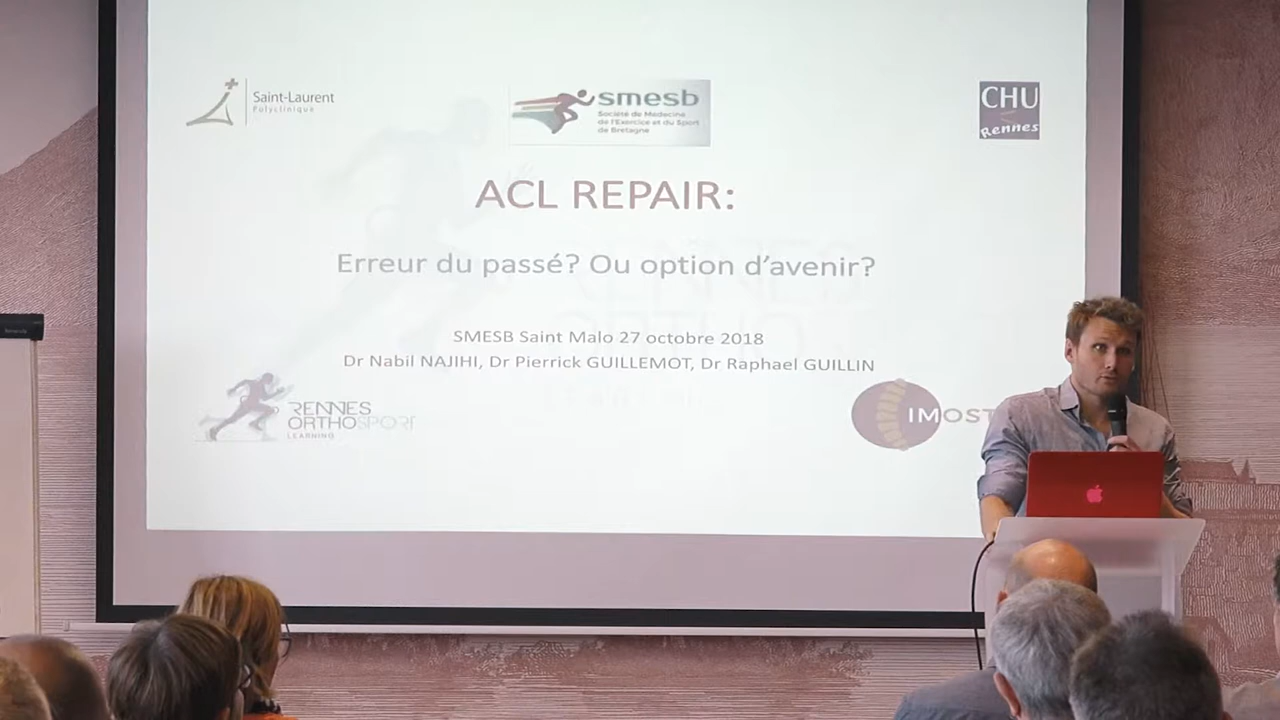 Saint-Laurent
Polyclinique
smesb
Société de Médecine
de l'Exercice et du Sport
de Bretagne
CHU
Rennes
ACL REPAIR:
Erreur du passé? Ou option d'avenir?
SMESB Saint Malo 27 octobre 2018
Dr Nabil NAJIHI, Dr Pierrick GUILLEMOT, Dr Raphael GUILLIN
RENNES
ORTHOSPORT
LEARNING
IMOST